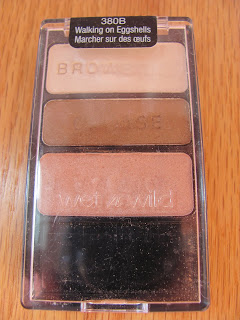 380B
Walking on Eggshells
Marcher sur des œufs
BROW
wet n wild